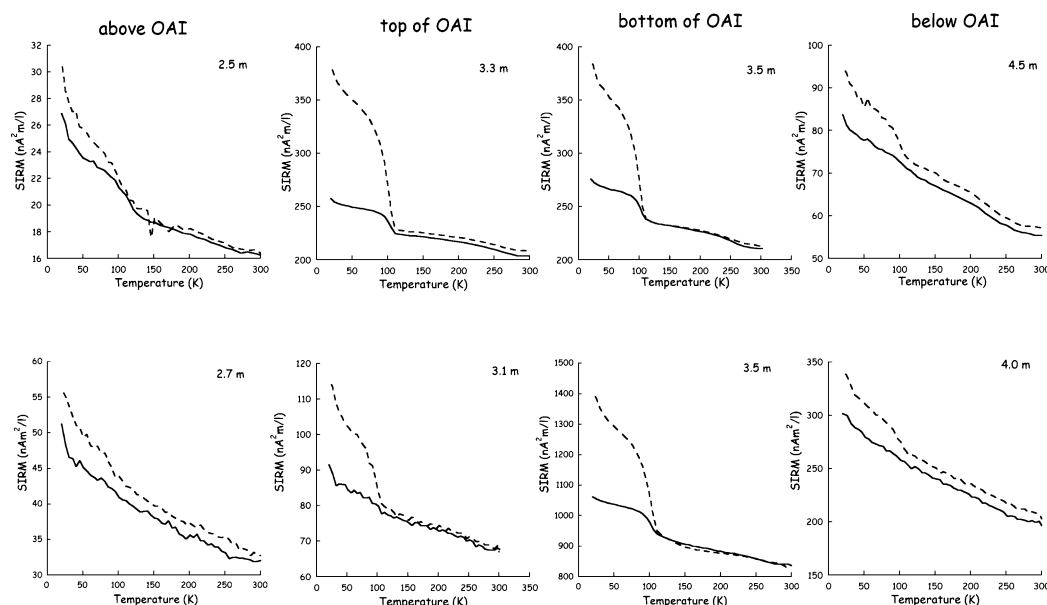 above OAI
top of OAI
bottom of OAI
below OAI
2.5 m
32
30
28
26
24
22
20
18
16
SIRM (nA²m/l)
0 50 100 150 200 250 300
Temperature (K)
3.3 m
400
350
300
250
200
SIRM (nA²m/l)
0 50 100 150 200 250 300
Temperature (K)
3.5 m
400
350
300
250
200
SIRM (nA²m/l)
0 50 100 150 200 250 300 350
Temperature (K)
4.5 m
100
90
80
70
60
50
SIRM (nA²m/l)
0 50 100 150 200 250 300
Temperature (K)
2.7 m
60
55
50
45
40
35
30
SIRM (nAm²/l)
0 50 100 150 200 250 300
Temperature (K)
3.1 m
120
110
100
90
80
70
60
SIRM (nAm²/l)
0 50 100 150 200 250 300 350
Temperature (K)
3.5 m
1500
1400
1300
1200
1100
1000
900
800
SIRM (nA²m/l)
0 50 100 150 200 250 300
Temperature (K)
4.0 m
350
300
250
200
150
SIRM (nAm²/l)
0 50 100 150 200 250 300
Temperature (K)